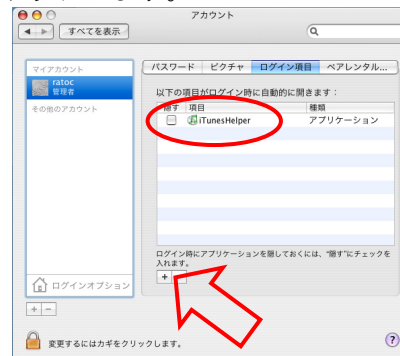 アカウント
すべてを表示
パスワード ピクチャ ログイン項目 ペアレンタル...
マイアカウント
ratoc
管理者
その他のアカウント
以下の項目がログイン時に自動的に開きます：
隠す 項目 種類
iTunesHelper アプリケーション
ログイン時にアプリケーションを隠しておくには、"隠す"にチェックを
入れます。
+ −
ログインオプション
+ −
変更するにはカギをクリックします。
?